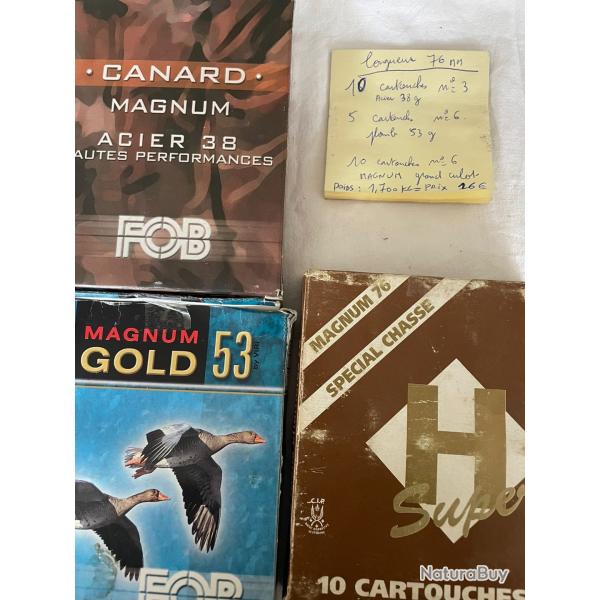 · CANARD ·
MAGNUM
ACIER 38
AUTES PERFORMANCES
FOB
longueur 76 mm
10 cartouches n° 3
Acier 38 g
5 cartouches n° 6
plomb 53 g
10 cartouches n° 6
MAGNUM grand culot
POIDS : 1,700 KG = PRIX 26 €
MAGNUM
GOLD 53
FOB
MAGNUM 76
SPECIAL CHASSE
H
Supe
C.I.P.
10 CARTOUCHES
NaturaBuy